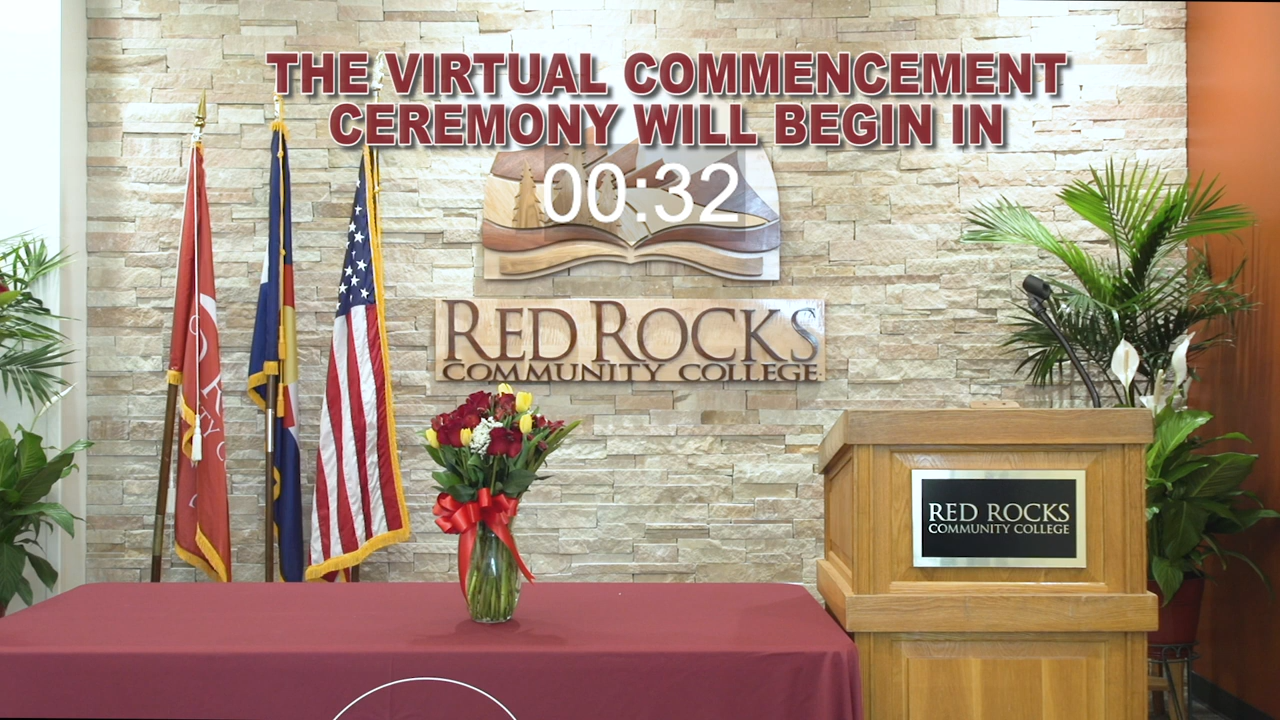 THE VIRTUAL COMMENCEMENT
CEREMONY WILL BEGIN IN
00:32
RED ROCKS
COMMUNITY COLLEGE
RED ROCKS
COMMUNITY COLLEGE